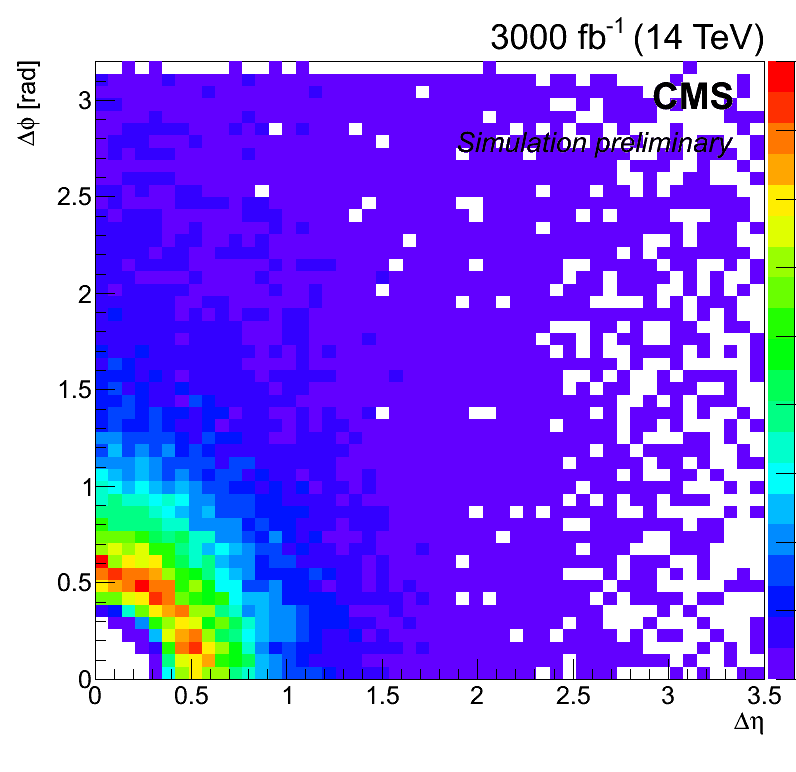 3000 fb-1 (14 TeV)
Δϕ [rad]
CMS
Simulation preliminary
3
2.5
2
1.5
1
0.5
0
0 0.5 1 1.5 2 2.5 3 3.5
Δη